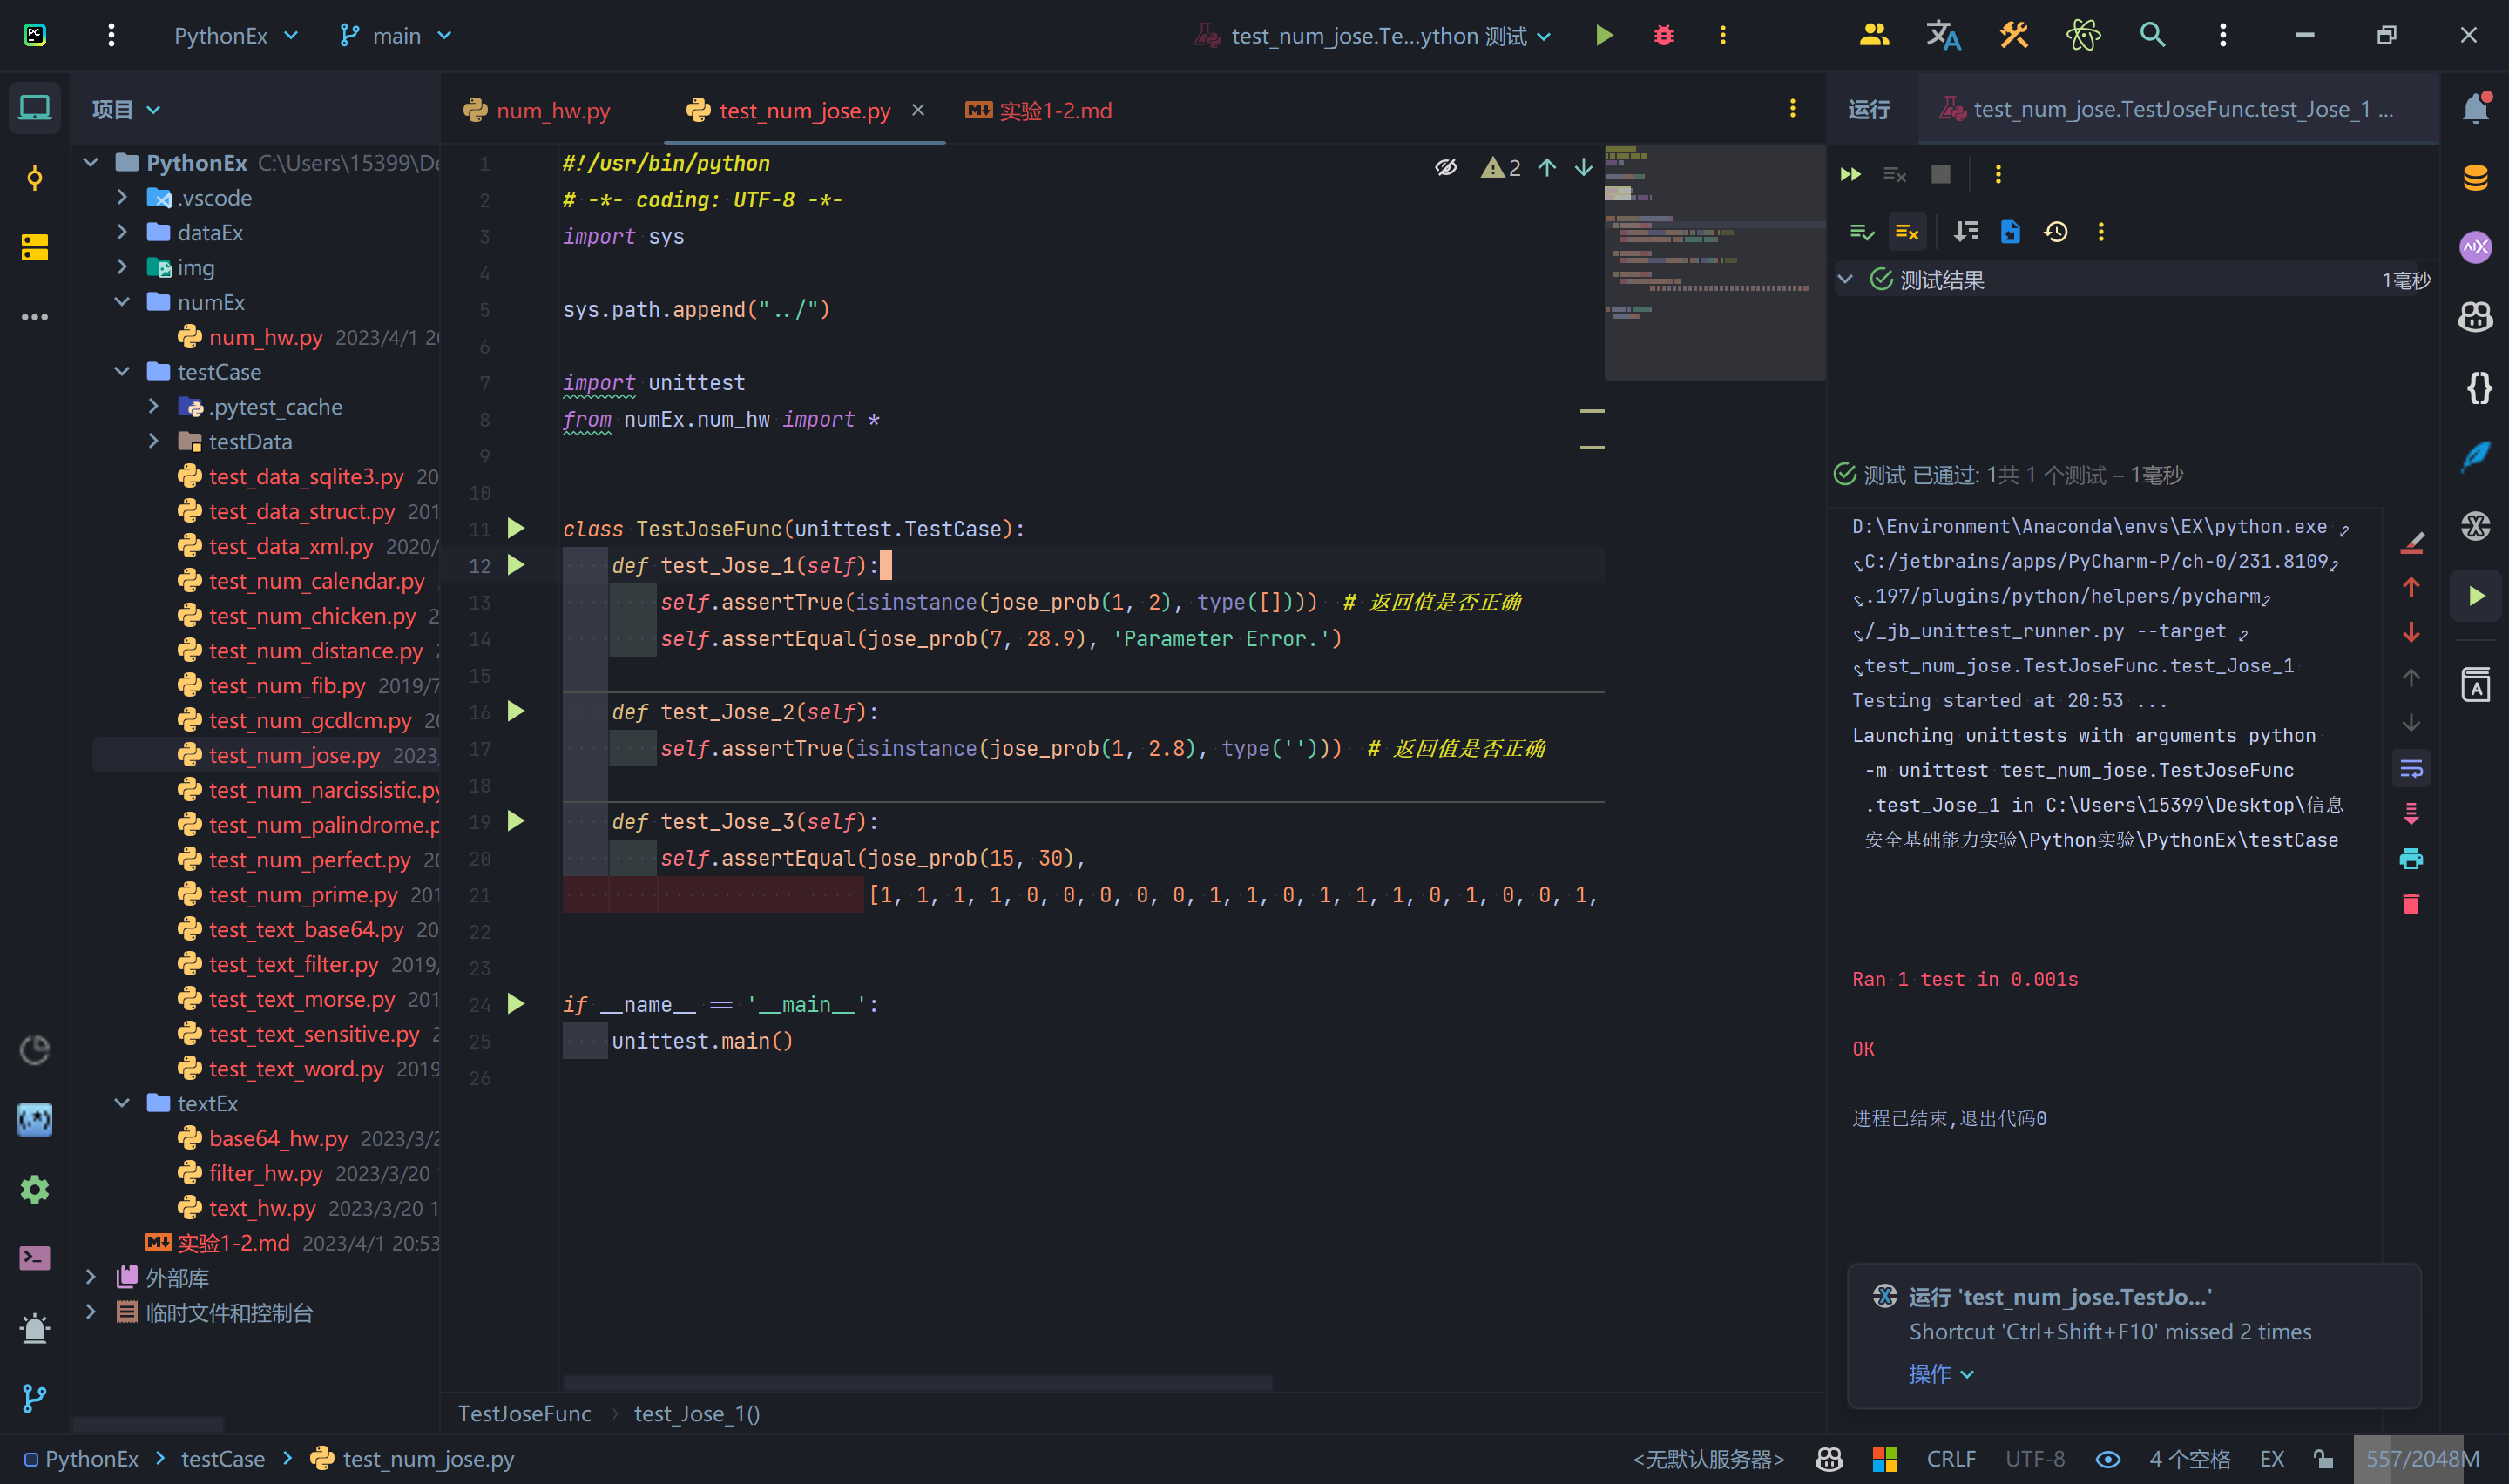 PC PythonEx main test_num_jose.Te...ython 测试
项目
num_hw.py test_num_jose.py 实验1-2.md
运行 test_num_jose.TestJoseFunc.test_Jose_1 ...
PythonEx C:\Users\15399\De
.vscode
dataEx
img
numEx
num_hw.py 2023/4/1 20
testCase
.pytest_cache
testData
test_data_sqlite3.py 20
test_data_struct.py 201
test_data_xml.py 2020/
test_num_calendar.py
test_num_chicken.py 2
test_num_distance.py
test_num_fib.py 2019/7
test_num_gcdlcm.py 20
test_num_jose.py 2023
test_num_narcissistic.py
test_num_palindrome.p
test_num_perfect.py 20
test_num_prime.py 201
test_text_base64.py 20
test_text_filter.py 2019/
test_text_morse.py 201
test_text_sensitive.py 2
test_text_word.py 2019
textEx
base64_hw.py 2023/3/2
filter_hw.py 2023/3/20
text_hw.py 2023/3/20 1
实验1-2.md 2023/4/1 20:53
外部库
临时文件和控制台
2
1 #!/usr/bin/python
2 # -*- coding: UTF-8 -*-
3 import sys
4
5 sys.path.append("../")
6
7 import unittest
8 from numEx.num_hw import *
9
10
11 class TestJoseFunc(unittest.TestCase):
12 def test_Jose_1(self):
13 self.assertTrue(isinstance(jose_prob(1, 2), type([]))) # 返回值是否正确
14 self.assertEqual(jose_prob(7, 28.9), 'Parameter Error.')
15
16 def test_Jose_2(self):
17 self.assertTrue(isinstance(jose_prob(1, 2.8), type(''))) # 返回值是否正确
18
19 def test_Jose_3(self):
20 self.assertEqual(jose_prob(15, 30),
21 [1, 1, 1, 1, 0, 0, 0, 0, 0, 1, 1, 0, 1, 1, 1, 0, 1, 0, 0, 1,
22
23
24 if __name__ == '__main__':
25 unittest.main()
26
TestJoseFunc test_Jose_1()
测试结果 1毫秒
测试 已通过: 1共 1 个测试 – 1毫秒
D:\Environment\Anaconda\envs\EX\python.exe
C:/jetbrains/apps/PyCharm-P/ch-0/231.8109
.197/plugins/python/helpers/pycharm
/_jb_unittest_runner.py --target
test_num_jose.TestJoseFunc.test_Jose_1
Testing started at 20:53 ...
Launching unittests with arguments python
-m unittest test_num_jose.TestJoseFunc
.test_Jose_1 in C:\Users\15399\Desktop\信息
安全基础能力实验\Python实验\PythonEx\testCase
Ran 1 test in 0.001s
OK
进程已结束,退出代码0
运行 'test_num_jose.TestJo...'
Shortcut 'Ctrl+Shift+F10' missed 2 times
操作
PythonEx testCase test_num_jose.py
<无默认服务器> CRLF UTF-8 4 个空格 EX 557/2048M